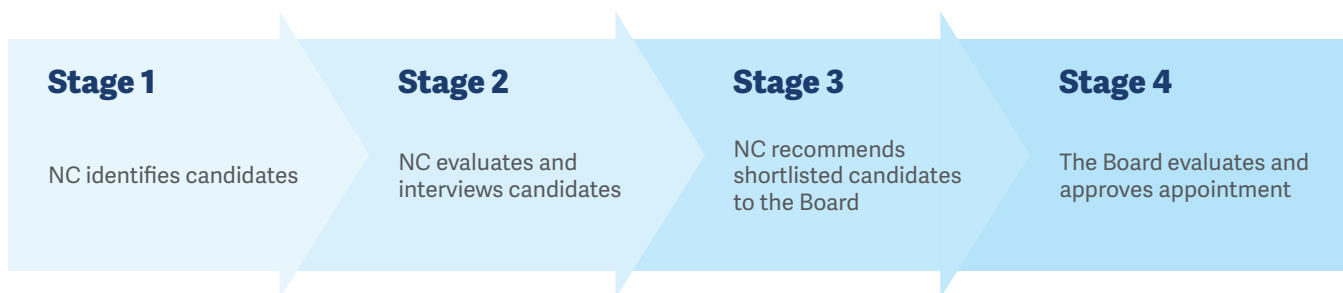 Stage 1
NC identifies candidates
Stage 2
NC evaluates and
interviews candidates
Stage 3
NC recommends
shortlisted candidates
to the Board
Stage 4
The Board evaluates and
approves appointment